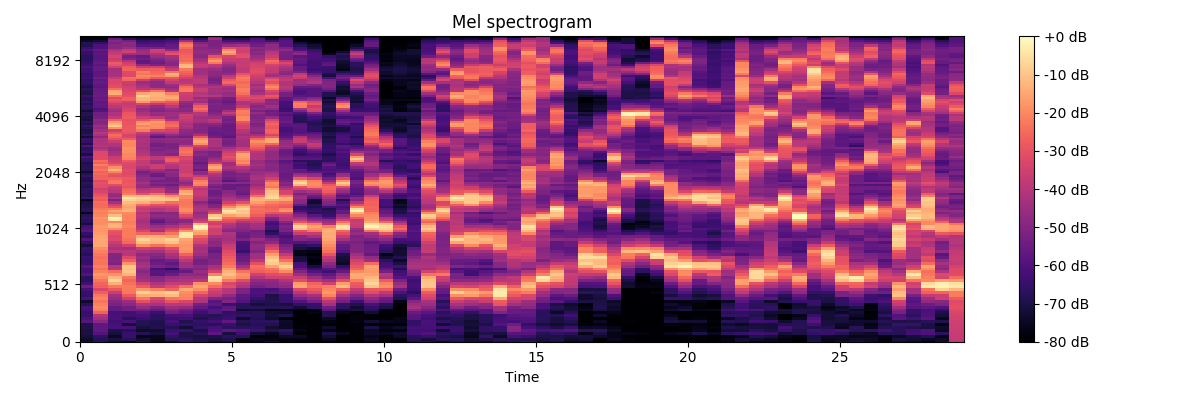 Mel spectrogram
8192
4096
2048
1024
512
0
Hz
0 5 10 15 20 25
Time
+0 dB
-10 dB
-20 dB
-30 dB
-40 dB
-50 dB
-60 dB
-70 dB
-80 dB